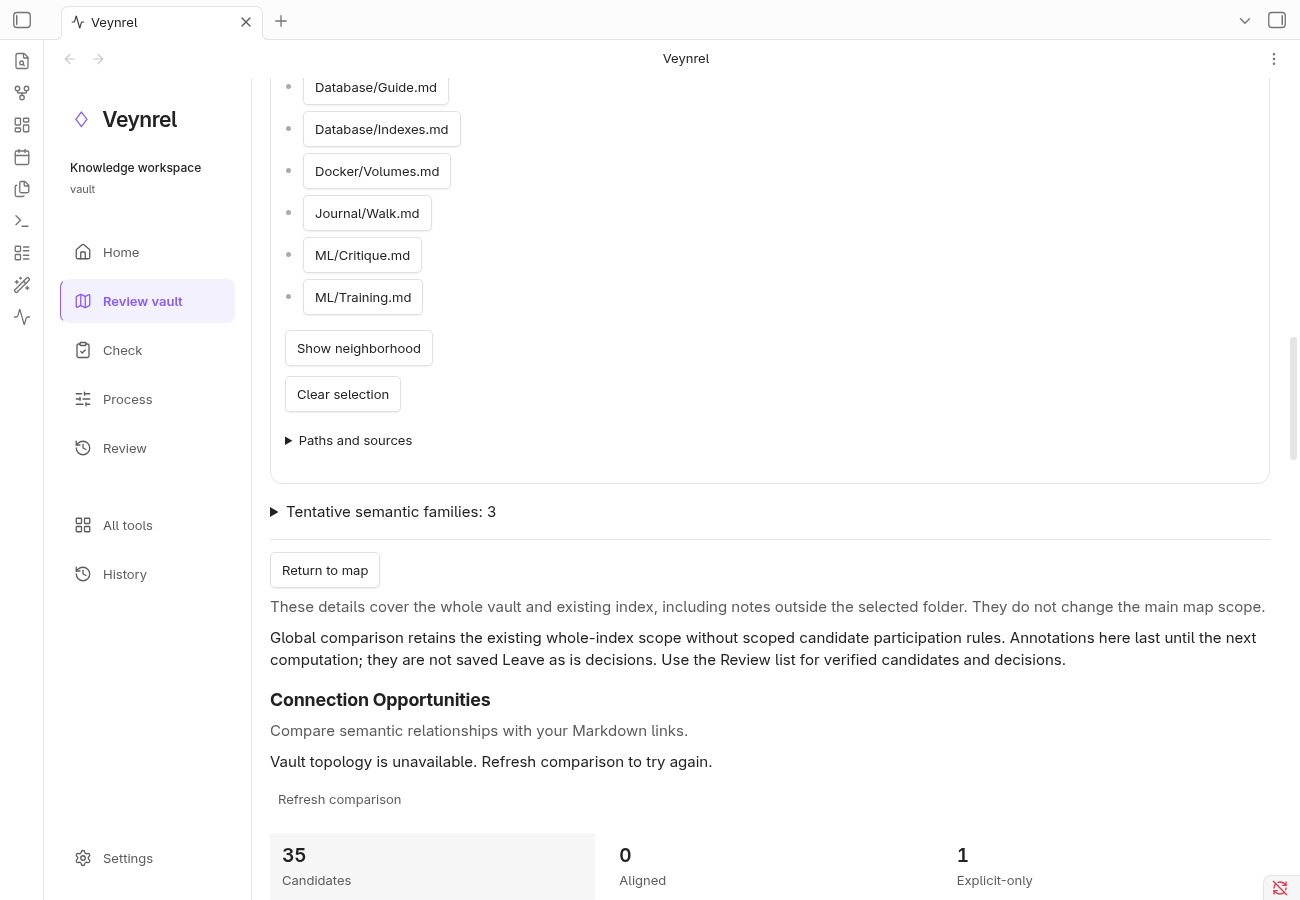 Veynrel
Veynrel
Veynrel
Knowledge workspace
vault
Home
Review vault
Check
Process
Review
All tools
History
Settings
Database/Guide.md
Database/Indexes.md
Docker/Volumes.md
Journal/Walk.md
ML/Critique.md
ML/Training.md
Show neighborhood
Clear selection
Paths and sources
Tentative semantic families: 3
Return to map
These details cover the whole vault and existing index, including notes outside the selected folder. They do not change the main map scope.
Global comparison retains the existing whole-index scope without scoped candidate participation rules. Annotations here last until the next
computation; they are not saved Leave as is decisions. Use the Review list for verified candidates and decisions.
Connection Opportunities
Compare semantic relationships with your Markdown links.
Vault topology is unavailable. Refresh comparison to try again.
Refresh comparison
35
Candidates
0
Aligned
1
Explicit-only